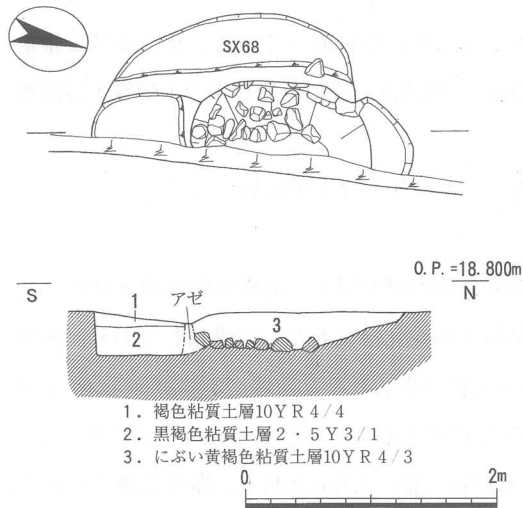 SX68
O.P.=18.800m
S
N
アゼ
1
2
3
1. 褐色粘質土層10YR4/4
2. 黒褐色粘質土層2・5Y3/1
3. にぶい黄褐色粘質土層10YR4/3
0 2m